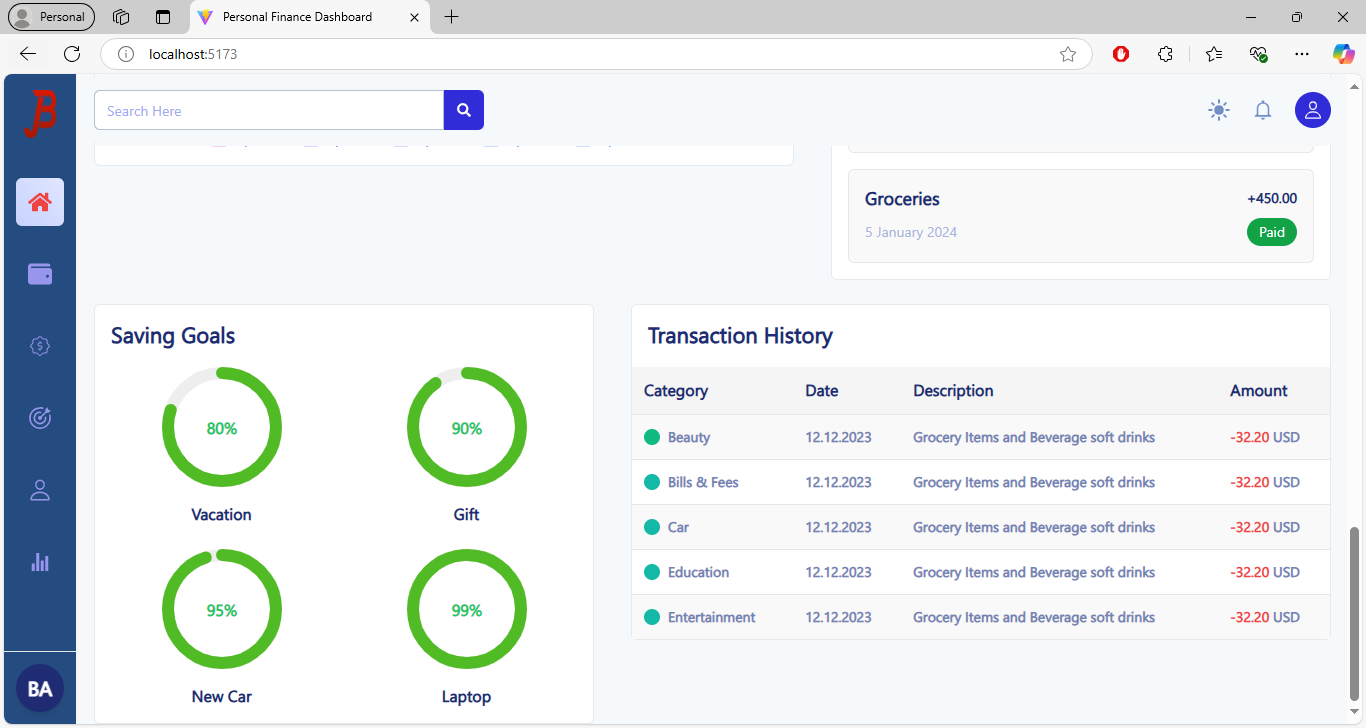 Personal
Personal Finance Dashboard
localhost:5173
Search Here
Groceries
+450.00
5 January 2024
Paid
Saving Goals
80%
90%
Vacation
Gift
95%
99%
New Car
Laptop
Transaction History
Category Date Description Amount
Beauty 12.12.2023 Grocery Items and Beverage soft drinks -32.20 USD
Bills & Fees 12.12.2023 Grocery Items and Beverage soft drinks -32.20 USD
Car 12.12.2023 Grocery Items and Beverage soft drinks -32.20 USD
Education 12.12.2023 Grocery Items and Beverage soft drinks -32.20 USD
Entertainment 12.12.2023 Grocery Items and Beverage soft drinks -32.20 USD
BA